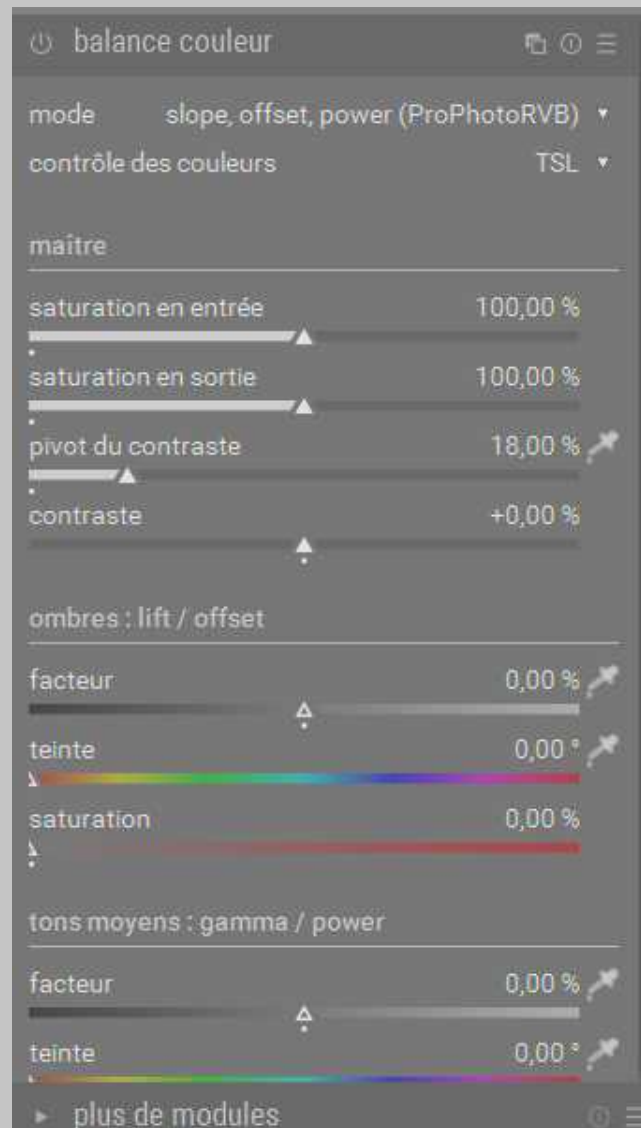 balance couleur
mode slope, offset, power (ProPhotoRVB)
contrôle des couleurs TSL
maître
saturation en entrée 100,00 %
saturation en sortie 100,00 %
pivot du contraste 18,00 %
contraste +0,00 %
ombres : lift / offset
facteur 0,00 %
teinte 0,00 °
saturation 0,00 %
tons moyens : gamma / power
facteur 0,00 %
teinte 0,00 °
plus de modules